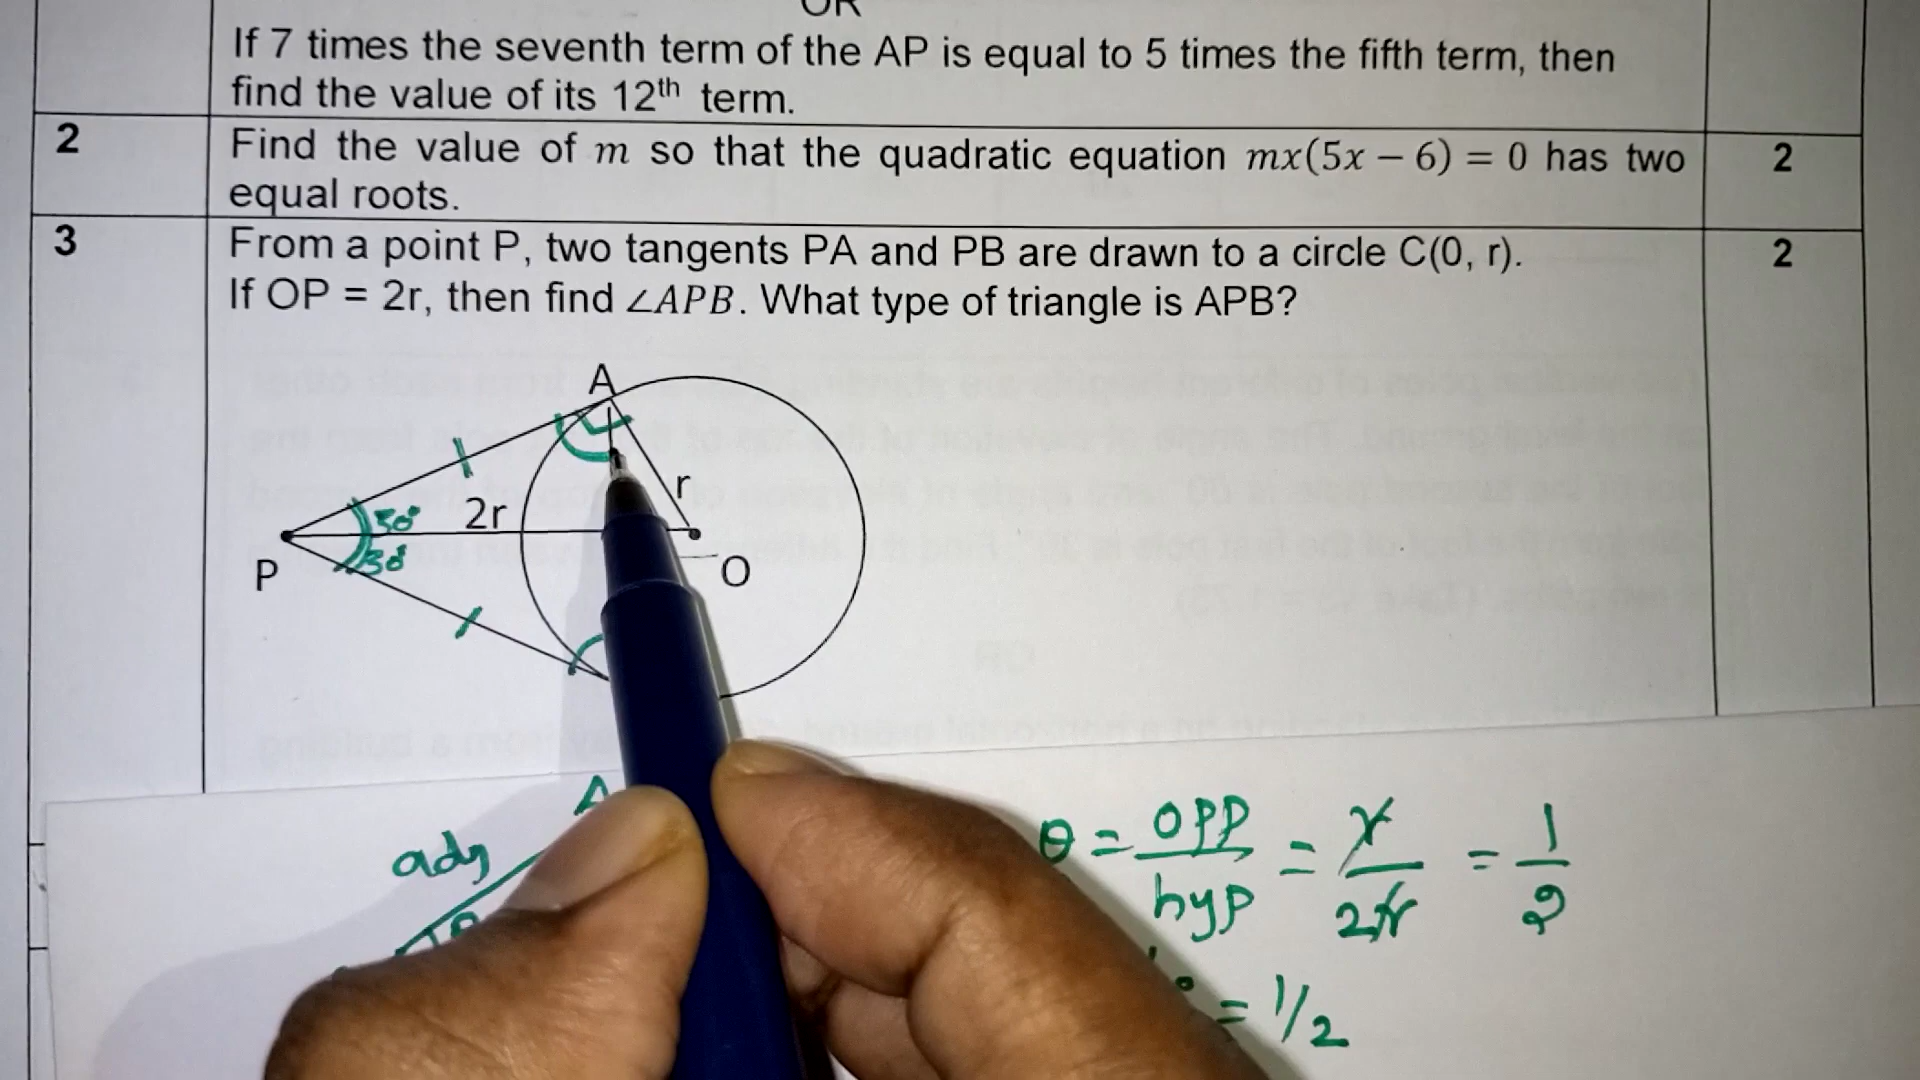 OR
If 7 times the seventh term of the AP is equal to 5 times the fifth term, then
find the value of its 12th term.
2
Find the value of m so that the quadratic equation mx(5x – 6) = 0 has two
2
equal roots.
3
From a point P, two tangents PA and PB are drawn to a circle C(0, r).
2
If OP = 2r, then find ∠APB. What type of triangle is APB?
A
r
2r
30°
30°
P
O
A
adj
θ = opp/hyp = r/2r = 1/2
= 1/2